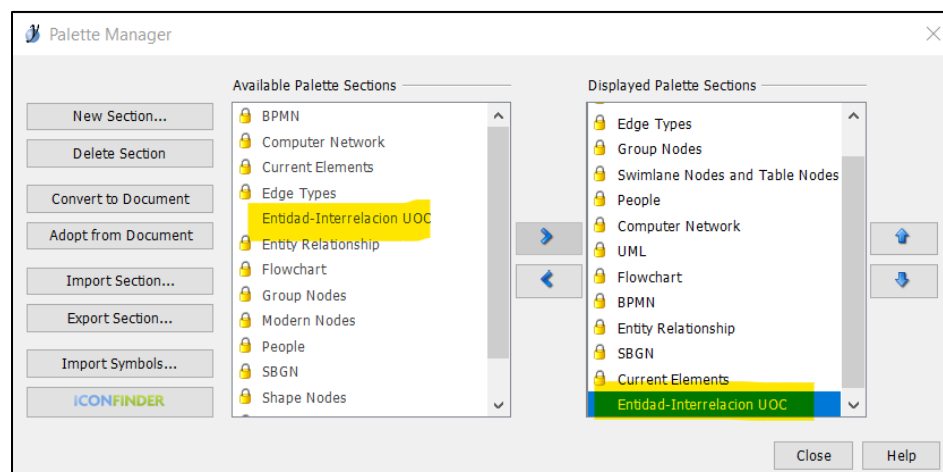 Palette Manager
Available Palette Sections
Displayed Palette Sections
New Section...
Delete Section
Convert to Document
Adopt from Document
Import Section...
Export Section...
Import Symbols...
ICONFINDER
BPMN
Computer Network
Current Elements
Edge Types
Entidad-Interrelacion UOC
Entity Relationship
Flowchart
Group Nodes
Modern Nodes
People
SBGN
Shape Nodes
Edge Types
Group Nodes
Swimlane Nodes and Table Nodes
People
Computer Network
UML
Flowchart
BPMN
Entity Relationship
SBGN
Current Elements
Entidad-Interrelacion UOC
Close
Help